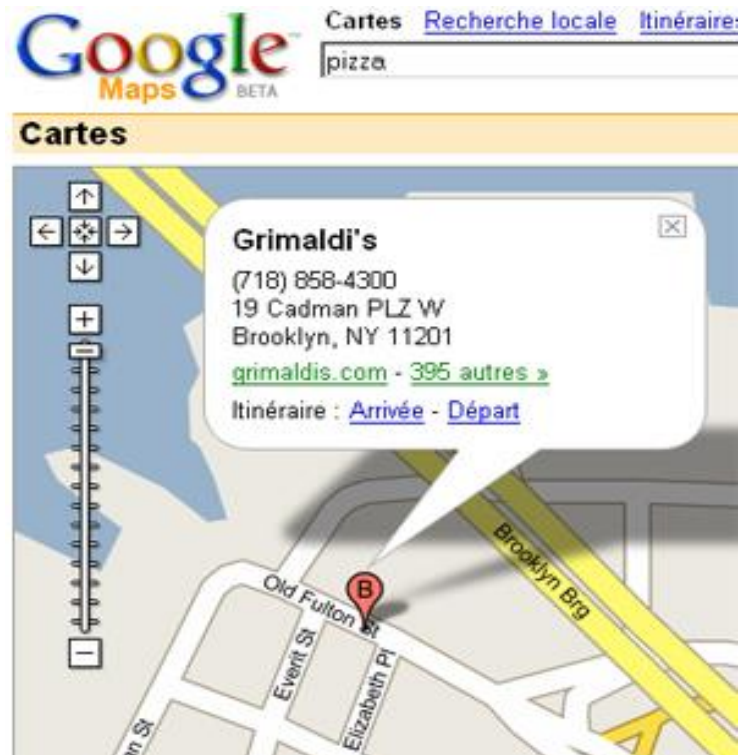 Google
Maps BETA
Cartes Recherche locale Itinéraires
pizza
Cartes
Grimaldi's
(718) 858-4300
19 Cadman PLZ W
Brooklyn, NY 11201
grimaldis.com - 395 autres »
Itinéraire : Arrivée - Départ
Brooklyn Brg
B
Old Fulton St
Everit St
Elizabeth Pl
n St